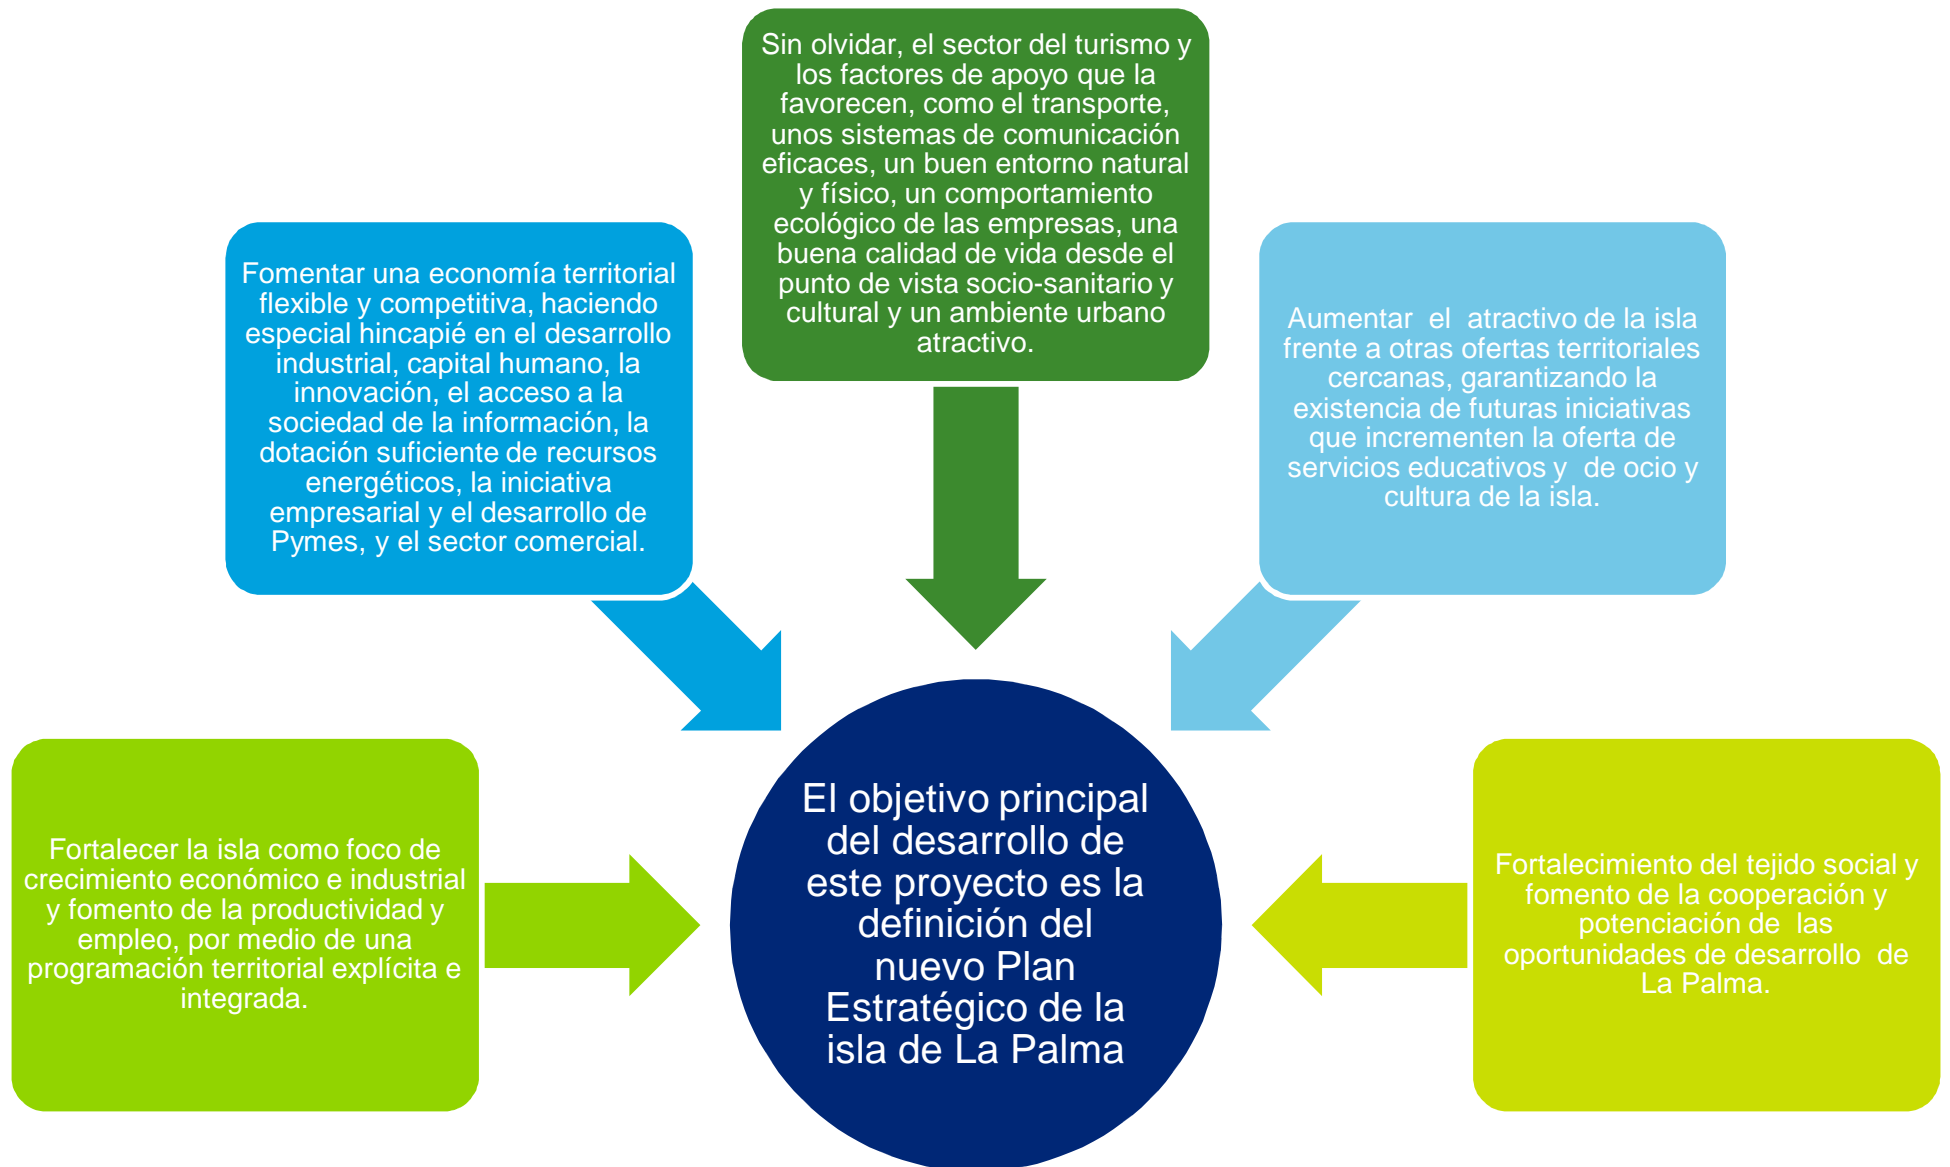 Sin olvidar, el sector del turismo y
los factores de apoyo que la
favorecen, como el transporte,
unos sistemas de comunicación
eficaces, un buen entorno natural
y físico, un comportamiento
ecológico de las empresas, una
buena calidad de vida desde el
punto de vista socio-sanitario y
cultural y un ambiente urbano
atractivo.
Fomentar una economía territorial
flexible y competitiva, haciendo
especial hincapié en el desarrollo
industrial, capital humano, la
innovación, el acceso a la
sociedad de la información, la
dotación suficiente de recursos
energéticos, la iniciativa
empresarial y el desarrollo de
Pymes, y el sector comercial.
Aumentar el atractivo de la isla
frente a otras ofertas territoriales
cercanas, garantizando la
existencia de futuras iniciativas
que incrementen la oferta de
servicios educativos y de ocio y
cultura de la isla.
Fortalecer la isla como foco de
crecimiento económico e industrial
y fomento de la productividad y
empleo, por medio de una
programación territorial explícita e
integrada.
El objetivo principal
del desarrollo de
este proyecto es la
definición del
nuevo Plan
Estratégico de la
isla de La Palma
Fortalecimiento del tejido social y
fomento de la cooperación y
potenciación de las
oportunidades de desarrollo de
La Palma.